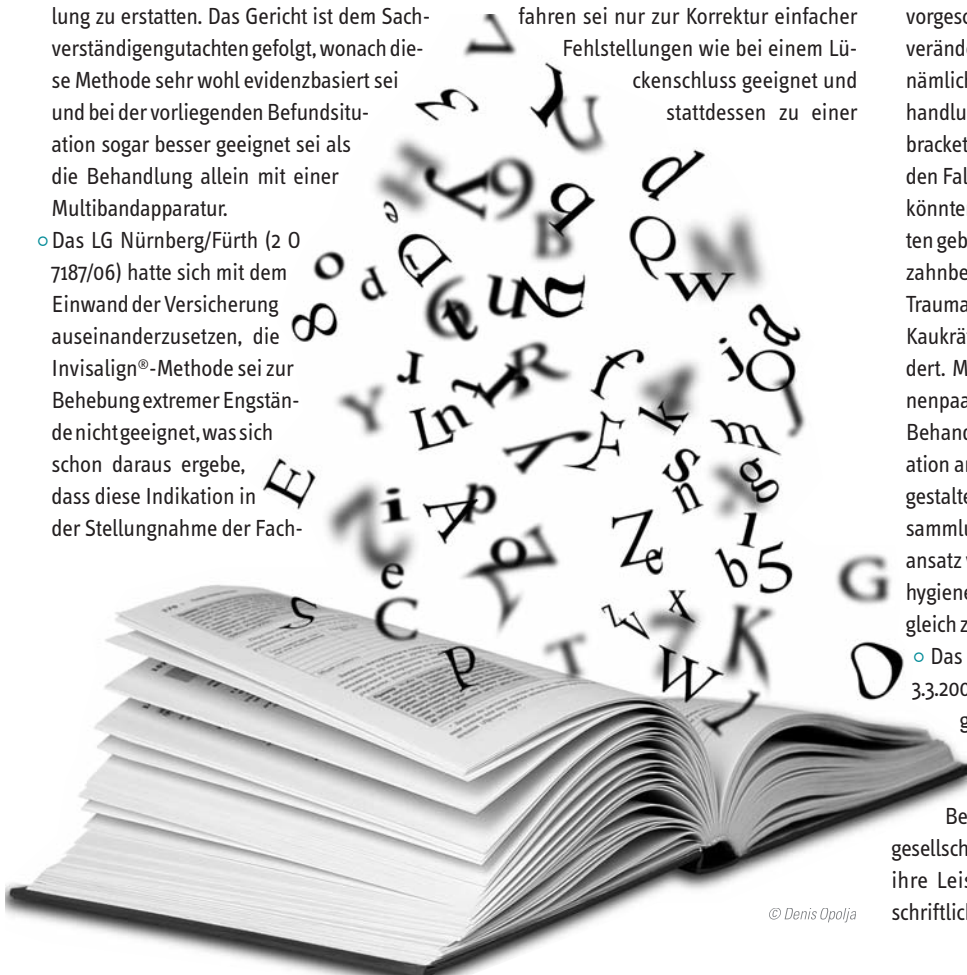 lung zu erstatten. Das Gericht ist dem Sach-
verständigengutachten gefolgt, wonach die-
se Methode sehr wohl evidenzbasiert sei
und bei der vorliegenden Befundsitu-
ation sogar besser geeignet sei als
die Behandlung allein mit einer
Multibandapparatur.
Das LG Nürnberg/Fürth (2 O
7187/06) hatte sich mit dem
Einwand der Versicherung
auseinanderzusetzen, die
Invisalign®-Methode sei zur
Behebung extremer Engstän-
de nicht geeignet, was sich
schon daraus ergebe,
dass diese Indikation in
der Stellungnahme der Fach-
fahren sei nur zur Korrektur einfacher
Fehlstellungen wie bei einem Lü-
ckenschluss geeignet und
stattdessen zu einer
© Denis Opolja
vorgesc
verände
nämlich
handlu
bracket
den Fal
könnte
ten geb
zahnbe
Trauma
Kaukrä
dert. M
nenpaa
Behand
ation ar
gestalte
sammlu
ansatz v
hygiene
gleich z
Das
3.3.200
g
Be
gesellsch
ihre Leis
schriftlich